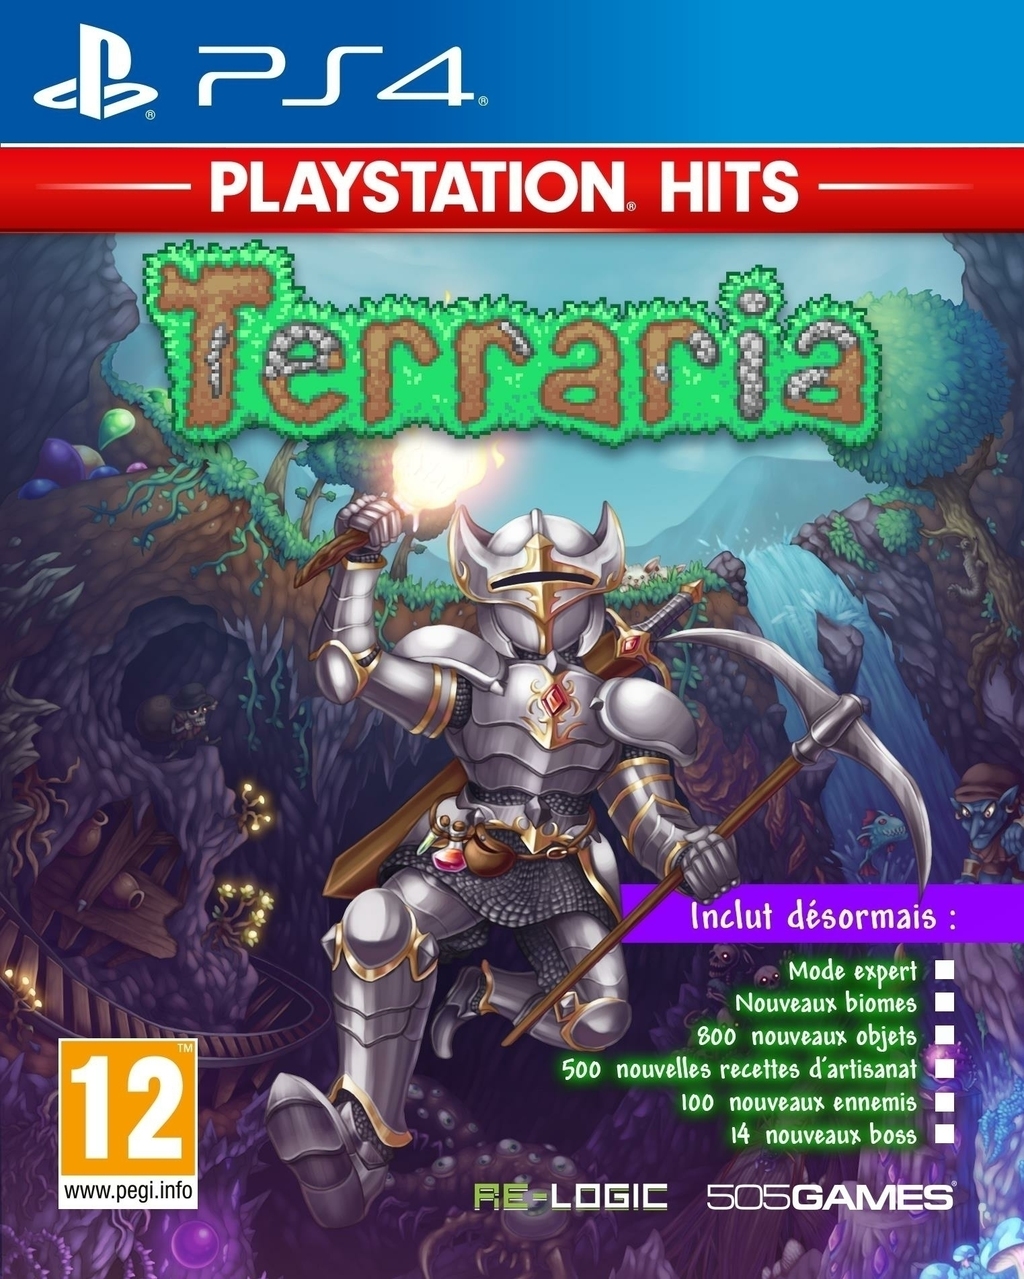 PS4®
PLAYSTATION® HITS
Terraria
Inclut désormais :
Mode expert
Nouveaux biomes
800 nouveaux objets
500 nouvelles recettes d'artisanat
100 nouveaux ennemis
14 nouveaux boss
12™
www.pegi.info
RE-LOGIC
505GAMES®